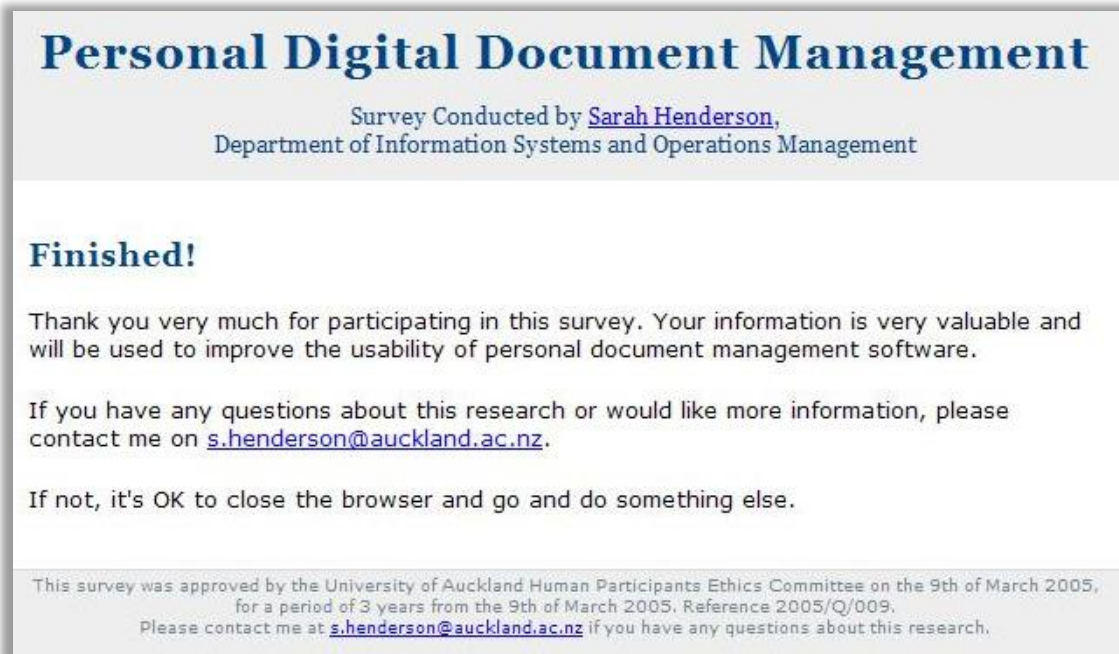 Personal Digital Document Management
Survey Conducted by Sarah Henderson,
Department of Information Systems and Operations Management
Finished!
Thank you very much for participating in this survey. Your information is very valuable and
will be used to improve the usability of personal document management software.
If you have any questions about this research or would like more information, please
contact me on s.henderson@auckland.ac.nz.
If not, it's OK to close the browser and go and do something else.
This survey was approved by the University of Auckland Human Participants Ethics Committee on the 9th of March 2005,
for a period of 3 years from the 9th of March 2005. Reference 2005/Q/009.
Please contact me at s.henderson@auckland.ac.nz if you have any questions about this research.